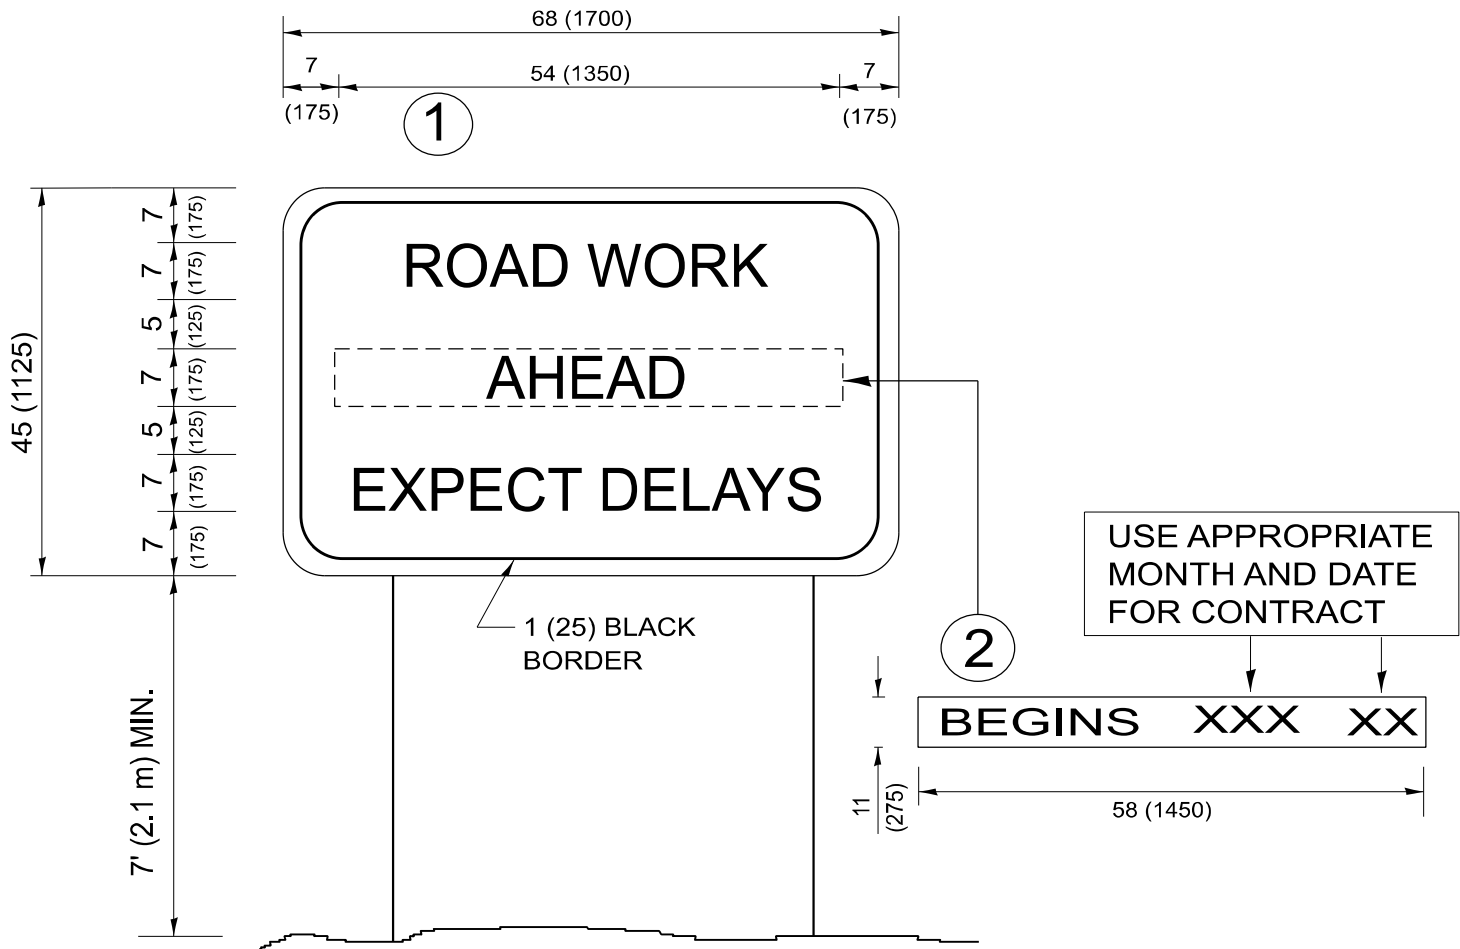 68 (1700)
7
54 (1350)
7
(175)
(175)
1
45 (1125)
7
(175)
7
(175)
5
(125)
7
(175)
5
(125)
7
(175)
7
(175)
ROAD WORK
AHEAD
EXPECT DELAYS
1 (25) BLACK
BORDER
7' (2.1 m) MIN.
2
USE APPROPRIATE
MONTH AND DATE
FOR CONTRACT
BEGINS XXX XX
11
(275)
58 (1450)